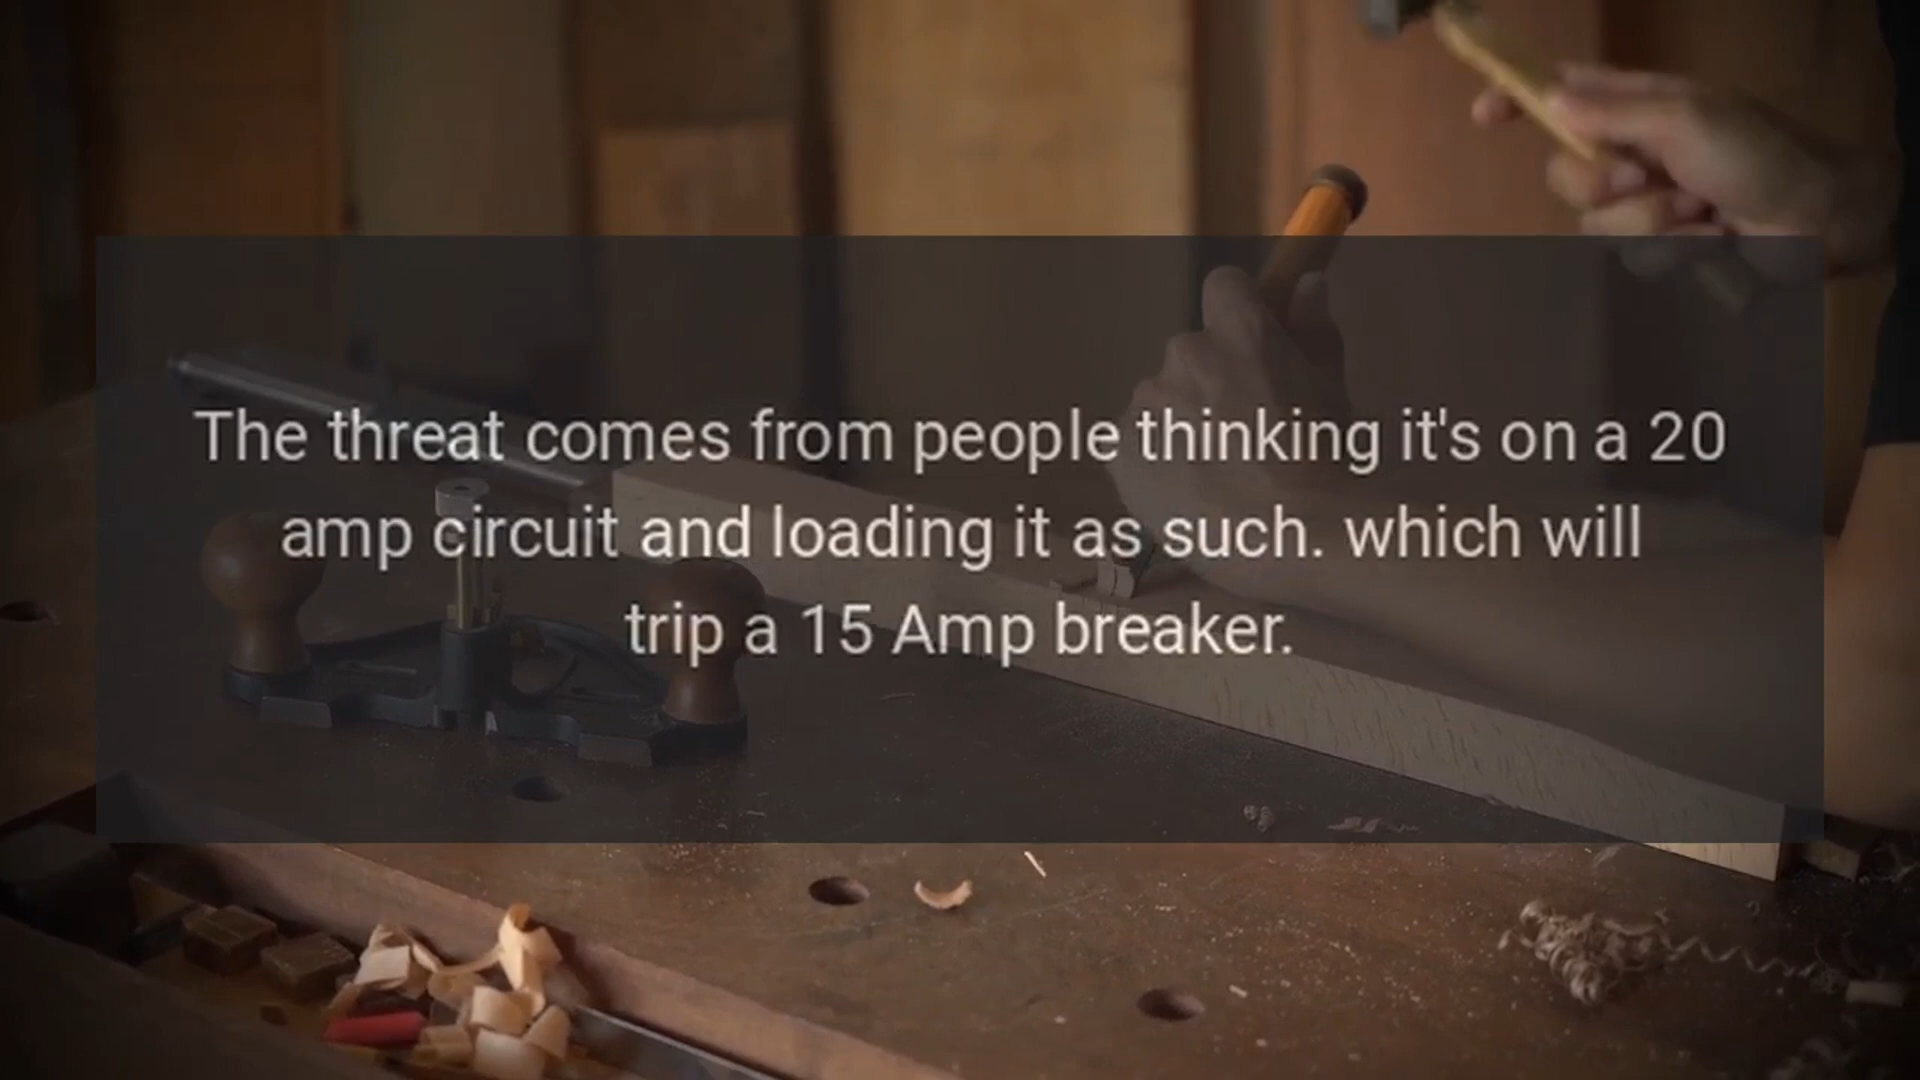 The threat comes from people thinking it's on a 20
amp circuit and loading it as such. which will
trip a 15 Amp breaker.